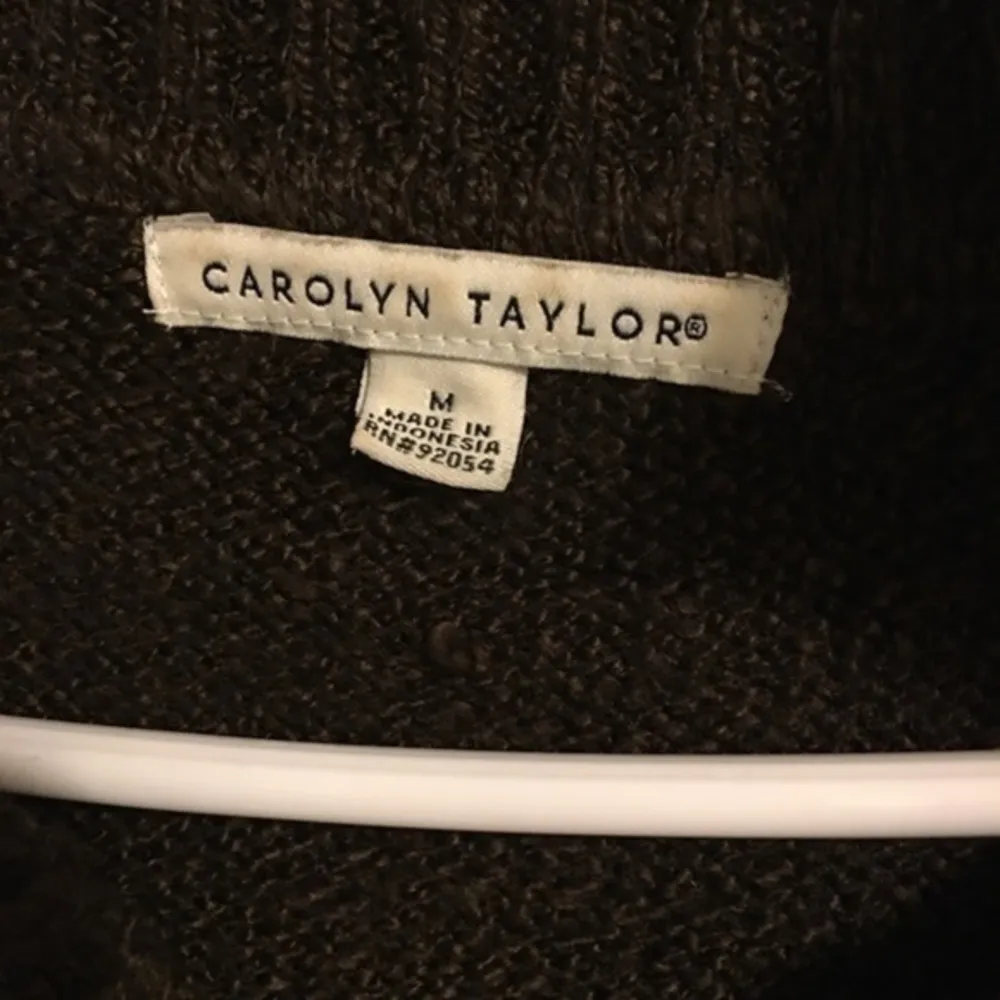 CAROLYN TAYLOR®
M
MADE IN
INDONESIA
RN#92054